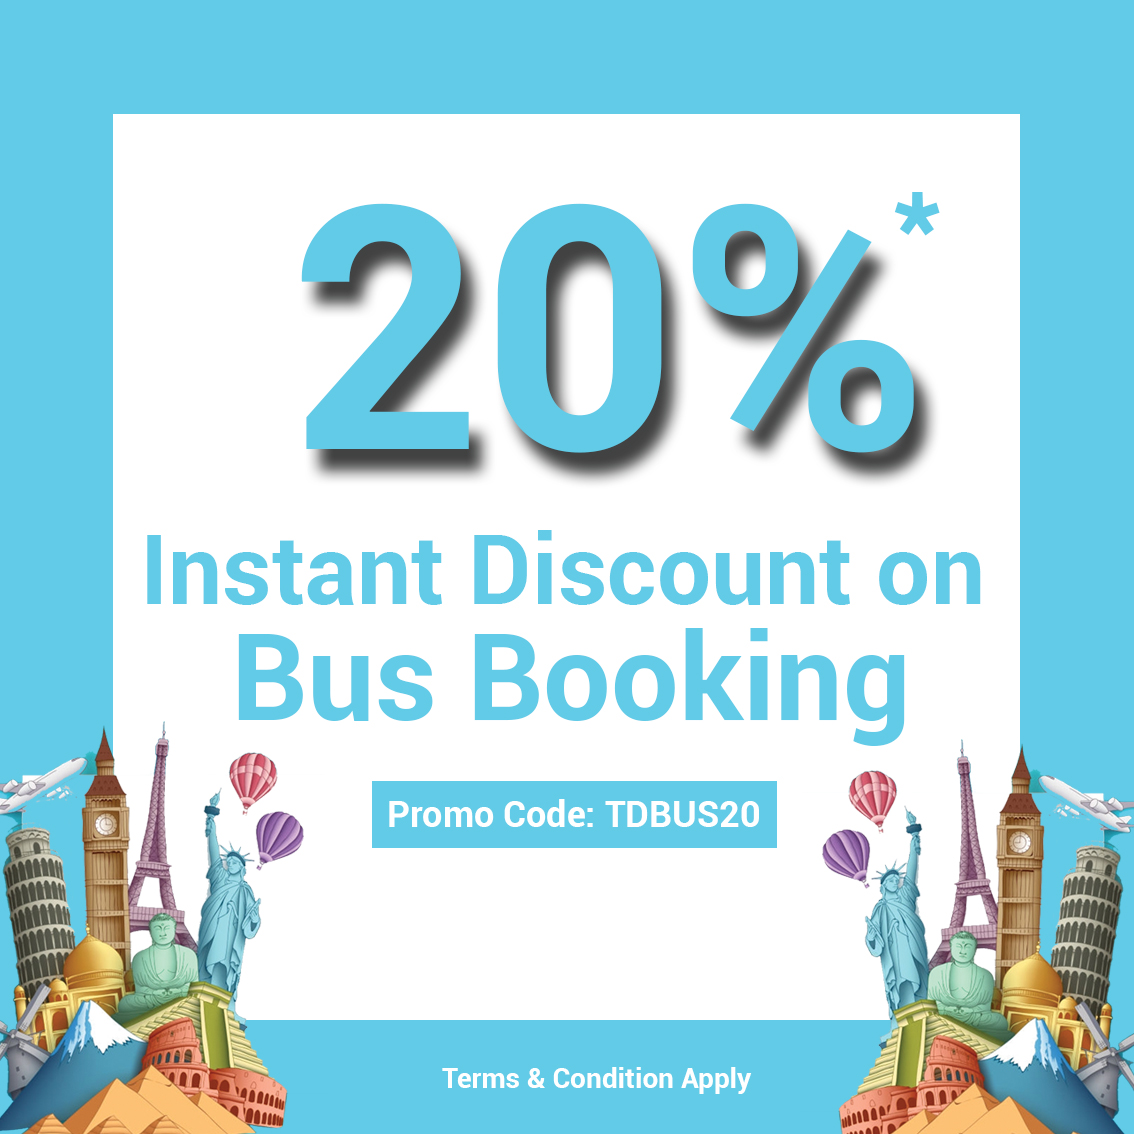 20%*
Instant Discount on
Bus Booking
Promo Code: TDBUS20
Terms & Condition Apply